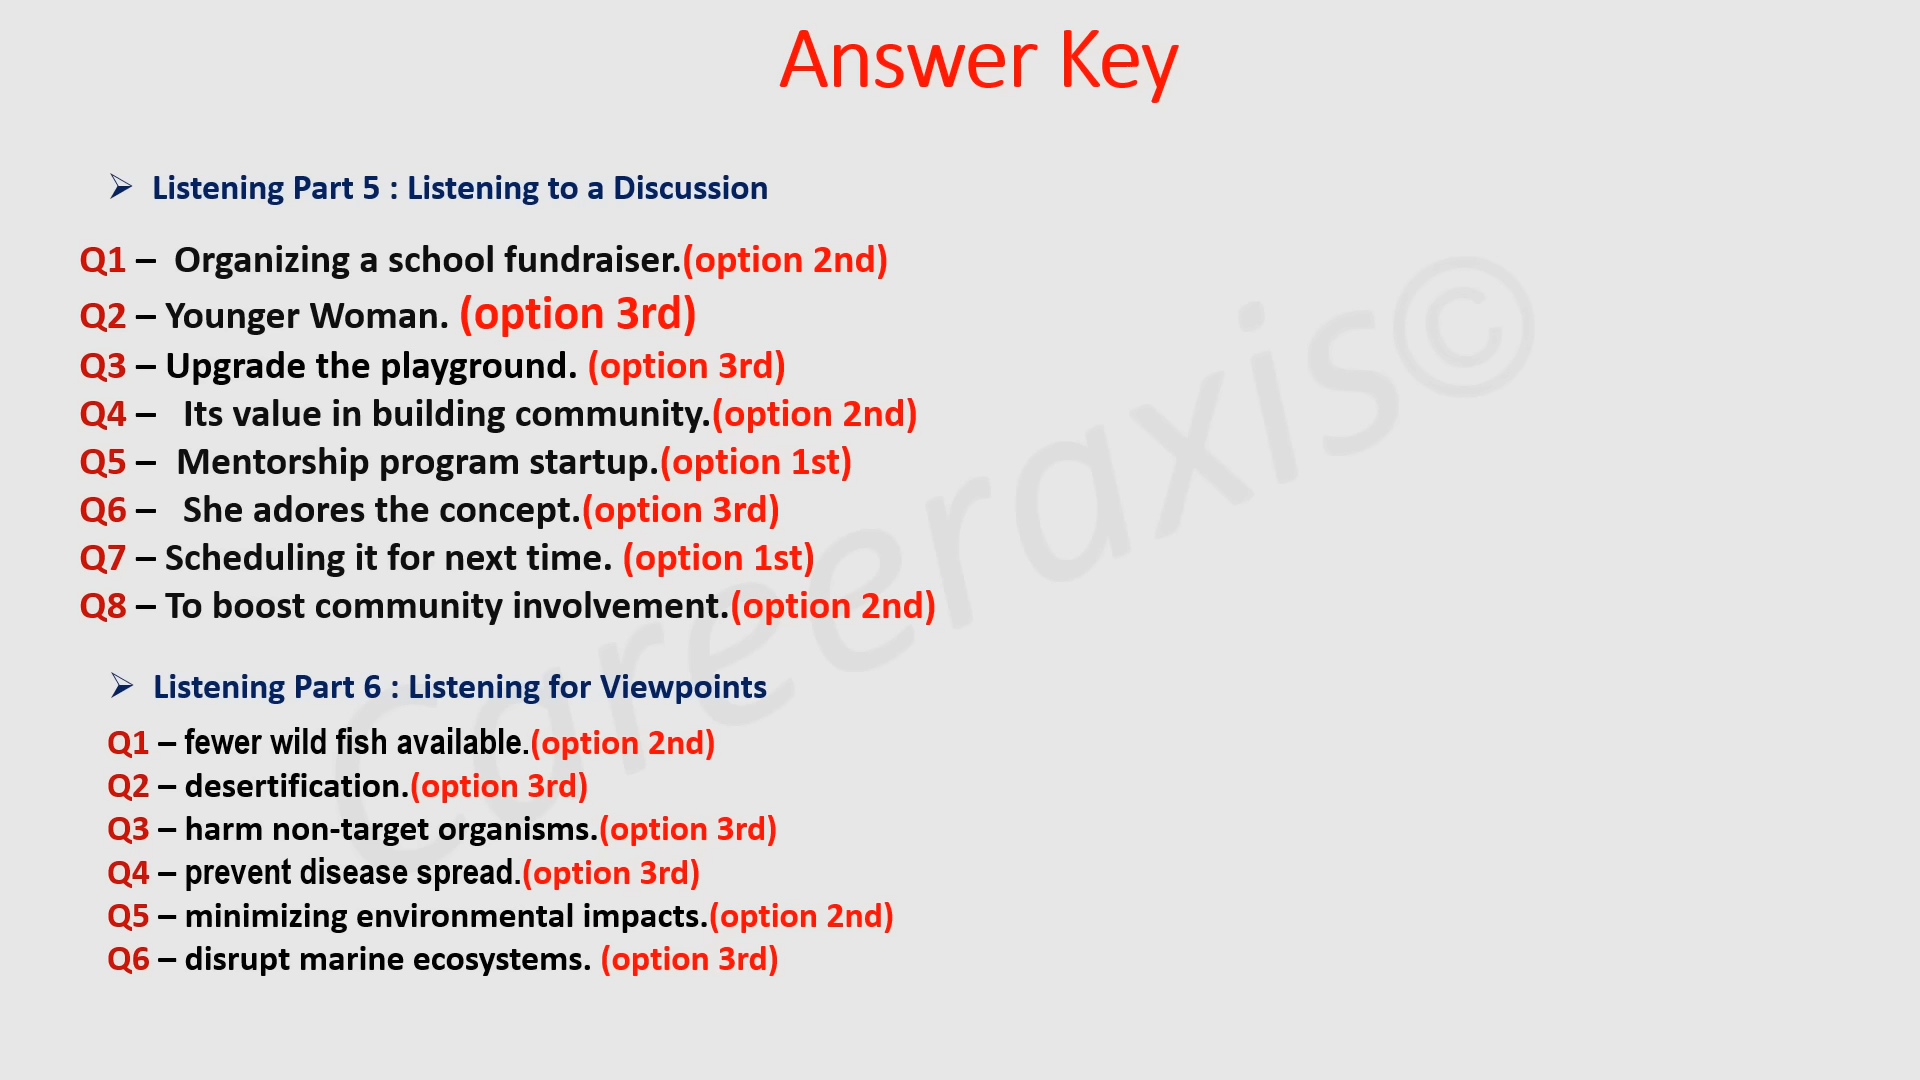 Answer Key
➢ Listening Part 5 : Listening to a Discussion
Q1 – Organizing a school fundraiser.(option 2nd)
Q2 – Younger Woman. (option 3rd)
Q3 – Upgrade the playground. (option 3rd)
Q4 – Its value in building community.(option 2nd)
Q5 – Mentorship program startup.(option 1st)
Q6 – She adores the concept.(option 3rd)
Q7 – Scheduling it for next time. (option 1st)
Q8 – To boost community involvement.(option 2nd)
➢ Listening Part 6 : Listening for Viewpoints
Q1 – fewer wild fish available.(option 2nd)
Q2 – desertification.(option 3rd)
Q3 – harm non-target organisms.(option 3rd)
Q4 – prevent disease spread.(option 3rd)
Q5 – minimizing environmental impacts.(option 2nd)
Q6 – disrupt marine ecosystems. (option 3rd)
Careeraxis©